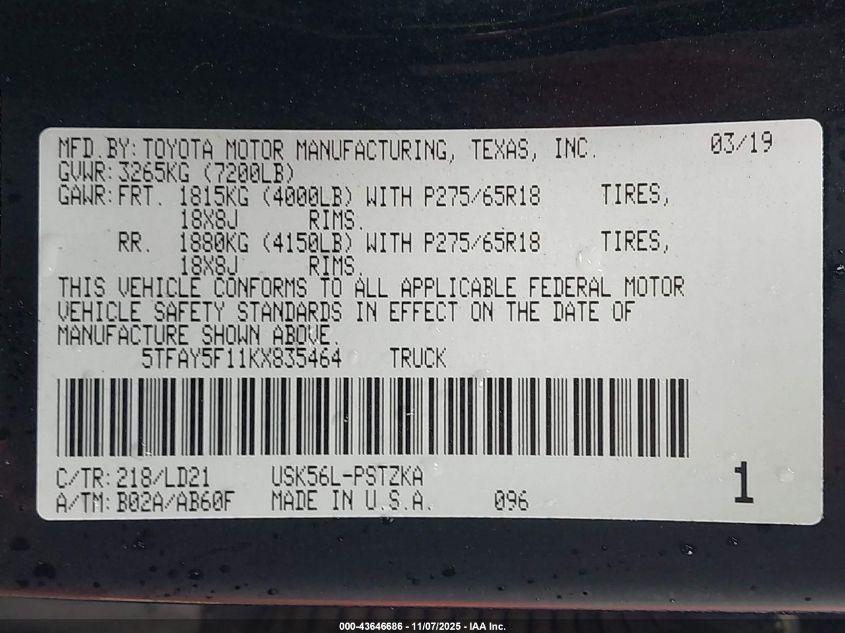 MFD.BY:TOYOTA MOTOR MANUFACTURING, TEXAS, INC. 03/19
GVWR:3265KG (7200LB)
GAWR:FRT. 1815KG (4000LB) WITH P275/65R18 TIRES,
18X8J RIMS.
RR. 1880KG (4150LB) WITH P275/65R18 TIRES,
18X8J RIMS.
THIS VEHICLE CONFORMS TO ALL APPLICABLE FEDERAL MOTOR
VEHICLE SAFETY STANDARDS IN EFFECT ON THE DATE OF
MANUFACTURE SHOWN ABOVE.
5TFAY5F11KX835464 TRUCK
C/TR:218/LD21 USK56L-PSTZKA
A/TM:B02A/AB60F MADE IN U.S.A. 096 1
000-43646686 - 11/07/2025 - IAA Inc.